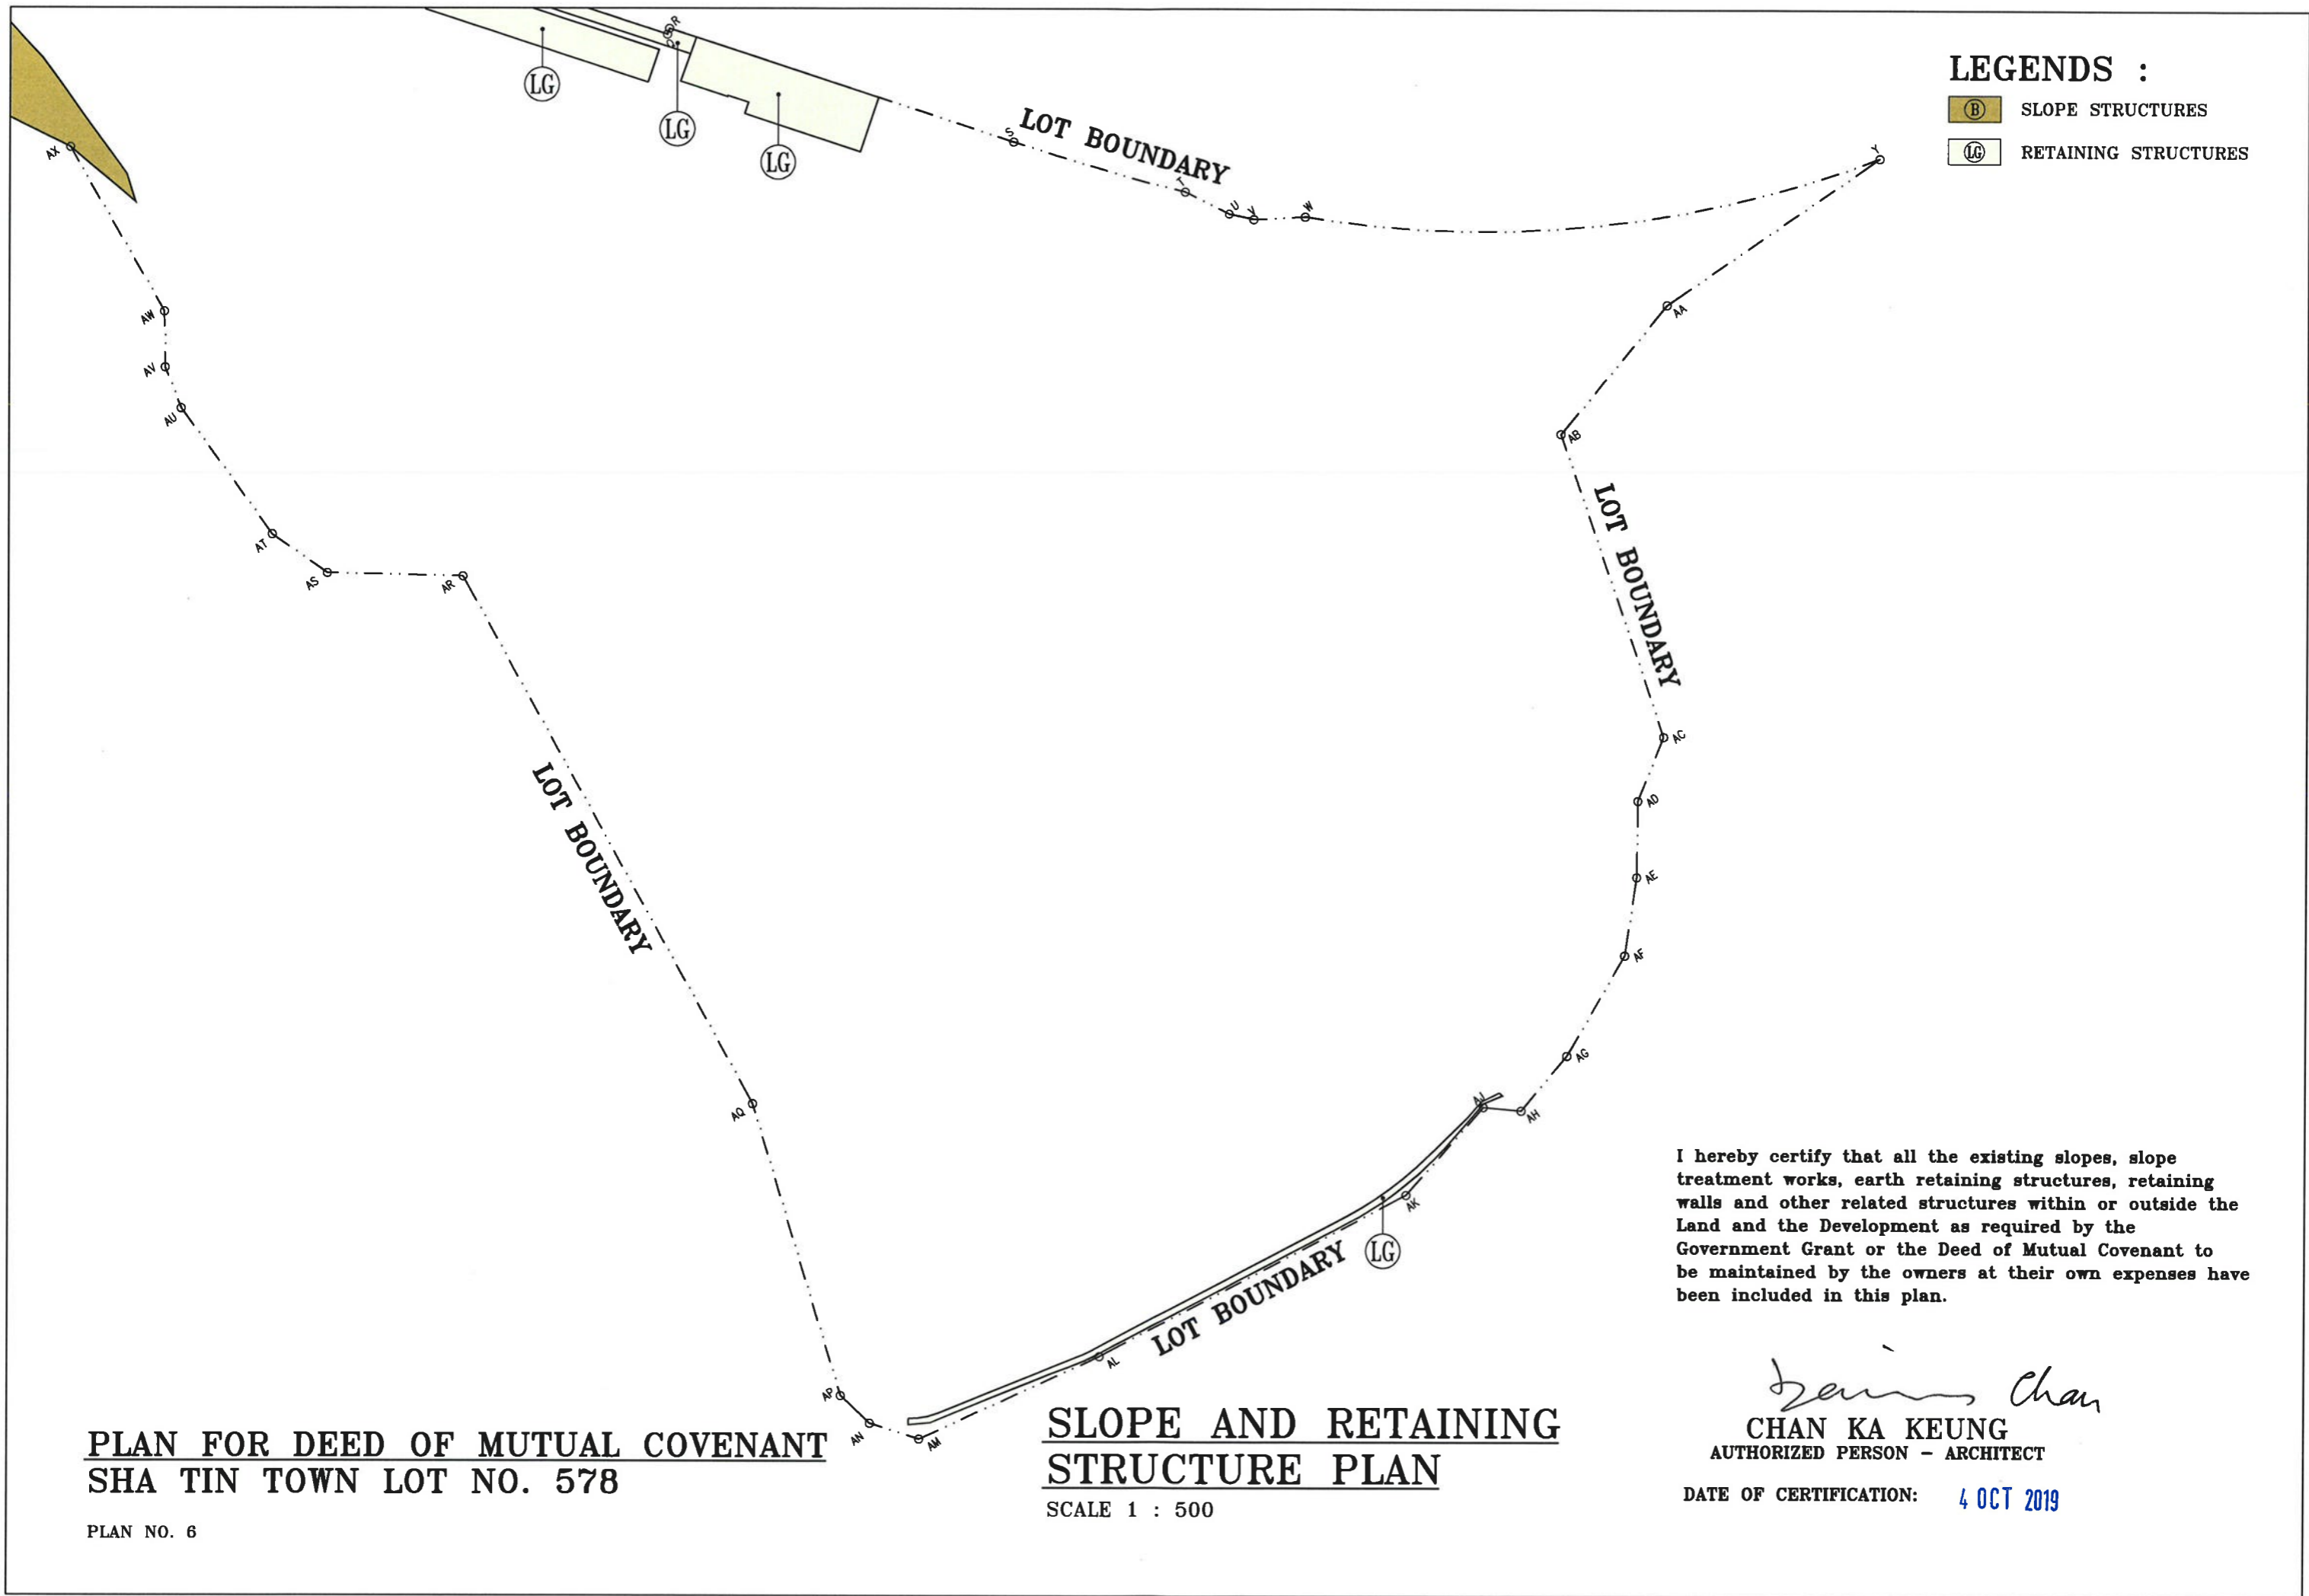 R
Q
LG
LG
LG
LEGENDS :
B SLOPE STRUCTURES
LG RETAINING STRUCTURES
S
LOT BOUNDARY
T
U
V
W
Y
AX
AW
AV
AU
AT
AS
AR
AA
AB
LOT BOUNDARY
AC
AD
AE
AF
AG
AH
AJ
AK
LOT BOUNDARY
AQ
LG
LOT BOUNDARY
AL
AP
AN
AM
I hereby certify that all the existing slopes, slope
treatment works, earth retaining structures, retaining
walls and other related structures within or outside the
Land and the Development as required by the
Government Grant or the Deed of Mutual Covenant to
be maintained by the owners at their own expenses have
been included in this plan.
Chan
CHAN KA KEUNG
AUTHORIZED PERSON - ARCHITECT
DATE OF CERTIFICATION: 4 OCT 2019
PLAN FOR DEED OF MUTUAL COVENANT
SHA TIN TOWN LOT NO. 578
PLAN NO. 6
SLOPE AND RETAINING
STRUCTURE PLAN
SCALE 1 : 500